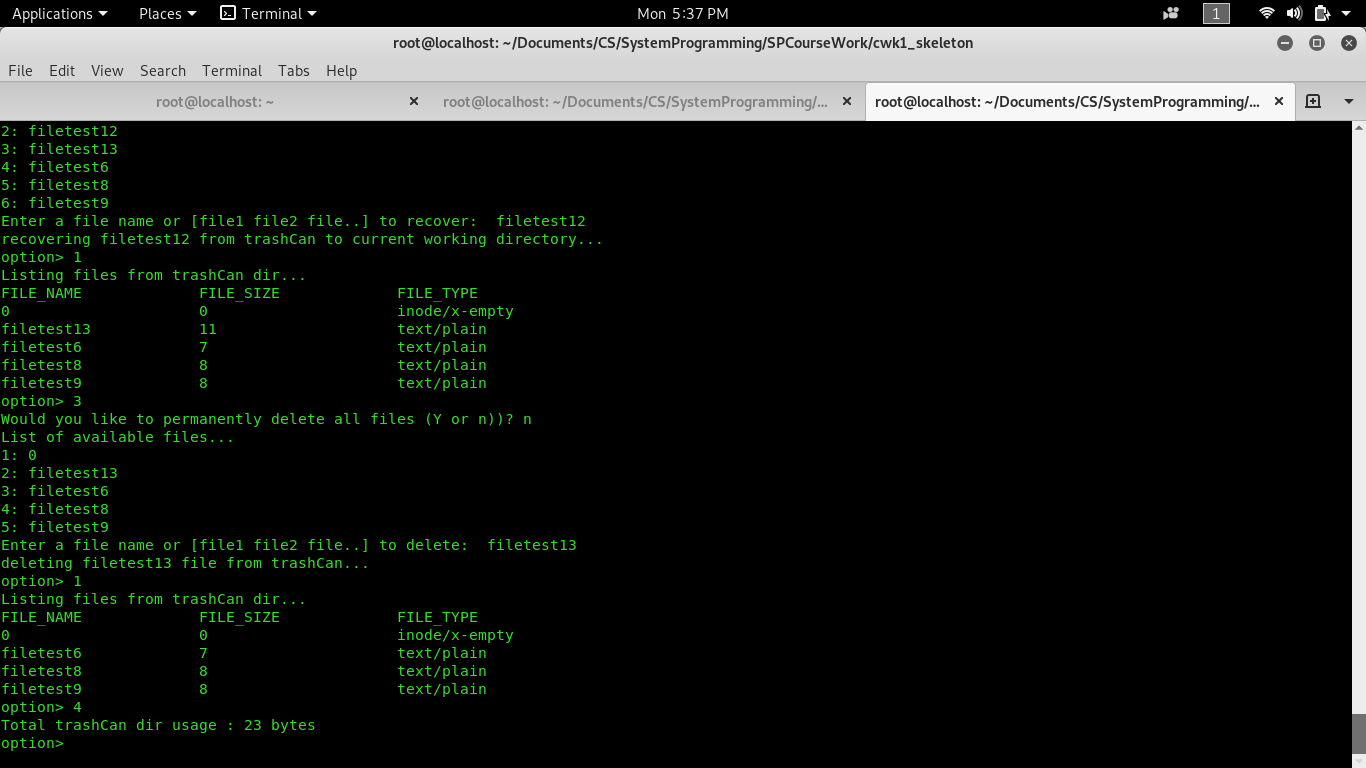 Applications Places Terminal Mon 5:37 PM 1
root@localhost: ~/Documents/CS/SystemProgramming/SPCourseWork/cwk1_skeleton
File Edit View Search Terminal Tabs Help
root@localhost: ~ × root@localhost: ~/Documents/CS/SystemProgramming/... × root@localhost: ~/Documents/CS/SystemProgramming/... ×
2: filetest12
3: filetest13
4: filetest6
5: filetest8
6: filetest9
Enter a file name or [file1 file2 file..] to recover:  filetest12
recovering filetest12 from trashCan to current working directory...
option> 1
Listing files from trashCan dir...
FILE_NAME             FILE_SIZE             FILE_TYPE
0                     0                     inode/x-empty
filetest13            11                    text/plain
filetest6             7                     text/plain
filetest8             8                     text/plain
filetest9             8                     text/plain
option> 3
Would you like to permanently delete all files (Y or n))? n
List of available files...
1: 0
2: filetest13
3: filetest6
4: filetest8
5: filetest9
Enter a file name or [file1 file2 file..] to delete:  filetest13
deleting filetest13 file from trashCan...
option> 1
Listing files from trashCan dir...
FILE_NAME             FILE_SIZE             FILE_TYPE
0                     0                     inode/x-empty
filetest6             7                     text/plain
filetest8             8                     text/plain
filetest9             8                     text/plain
option> 4
Total trashCan dir usage : 23 bytes
option>